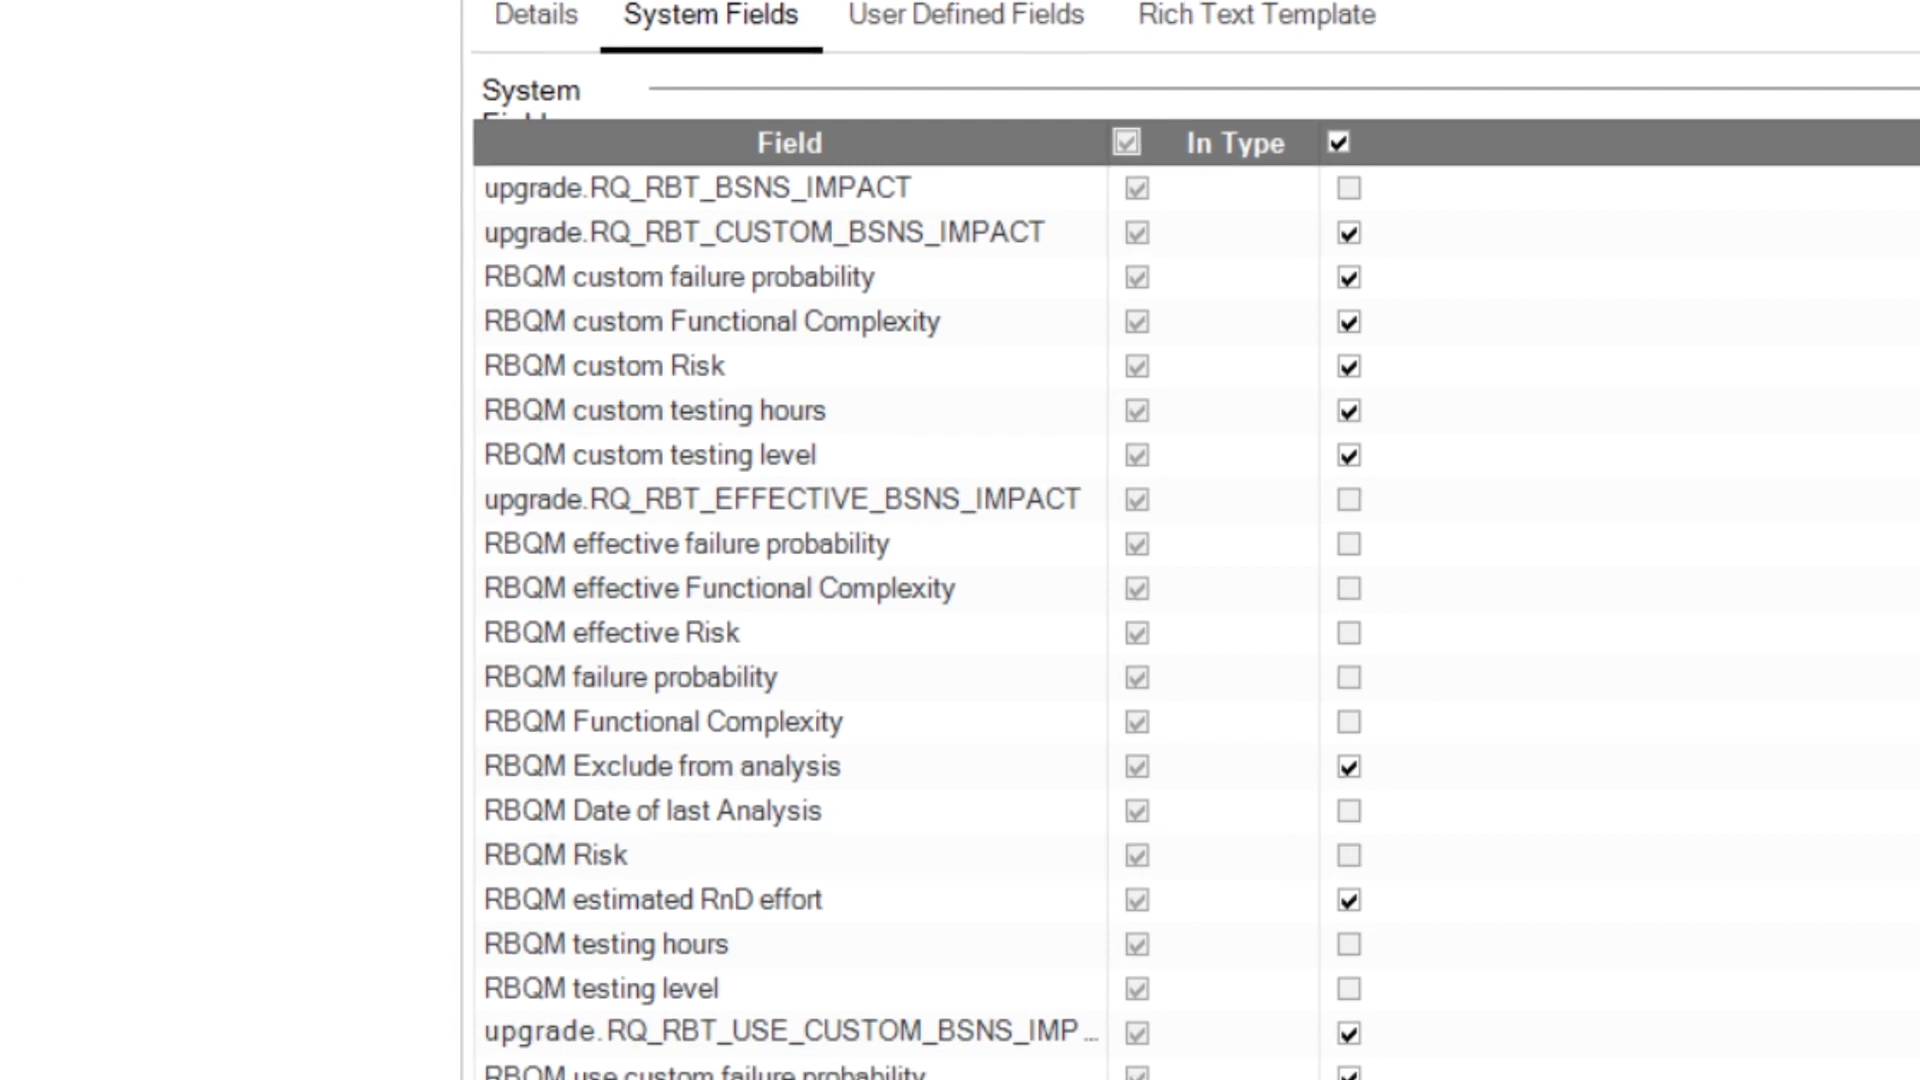 Details System Fields User Defined Fields Rich Text Template
System
Field In Type
upgrade.RQ_RBT_BSNS_IMPACT
upgrade.RQ_RBT_CUSTOM_BSNS_IMPACT
RBQM custom failure probability
RBQM custom Functional Complexity
RBQM custom Risk
RBQM custom testing hours
RBQM custom testing level
upgrade.RQ_RBT_EFFECTIVE_BSNS_IMPACT
RBQM effective failure probability
RBQM effective Functional Complexity
RBQM effective Risk
RBQM failure probability
RBQM Functional Complexity
RBQM Exclude from analysis
RBQM Date of last Analysis
RBQM Risk
RBQM estimated RnD effort
RBQM testing hours
RBQM testing level
upgrade.RQ_RBT_USE_CUSTOM_BSNS_IMP...
RBQM use custom failure probability